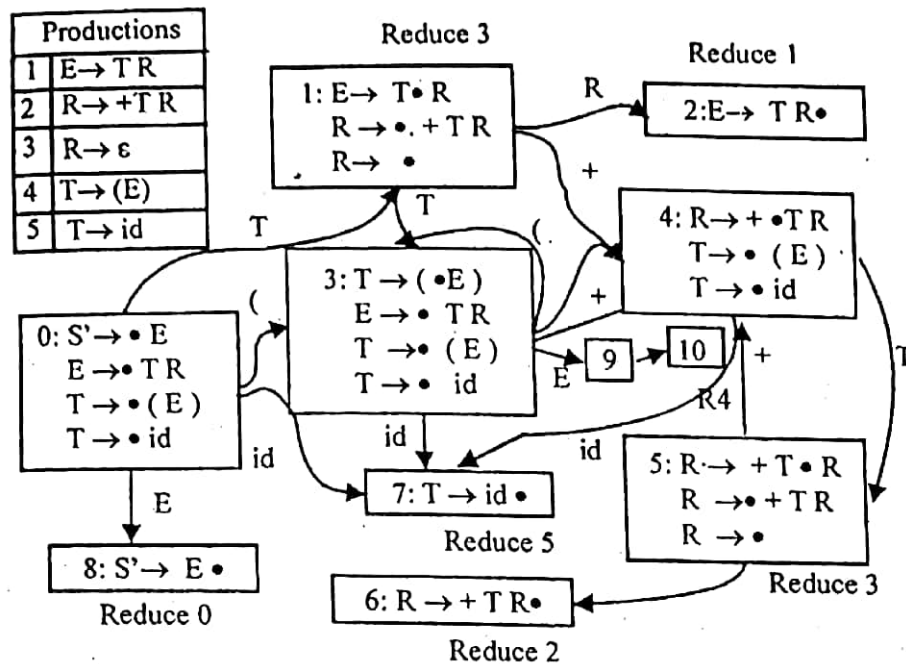 Productions
1 E→ T R
2 R→ +T R
3 R→ ε
4 T→ (E)
5 T→ id
Reduce 3
1: E→ T• R
R → •. + T R
R→ •
Reduce 1
R
2:E→ T R•
+
T
T
(
4: R→ + •T R
T→ • (E)
T→ • id
3: T → ( •E )
E → • TR
T → • (E)
T → • id
+
(
0: S’→ • E
E →• T R
T → • ( E )
T → • id
E
9
10
+
T
R4
id
id
id
5: R·→ + T • R
R →• + T R
R → •
E
7: T → id •
Reduce 5
Reduce 3
8: S’→ E •
Reduce 0
6: R → + T R•
Reduce 2